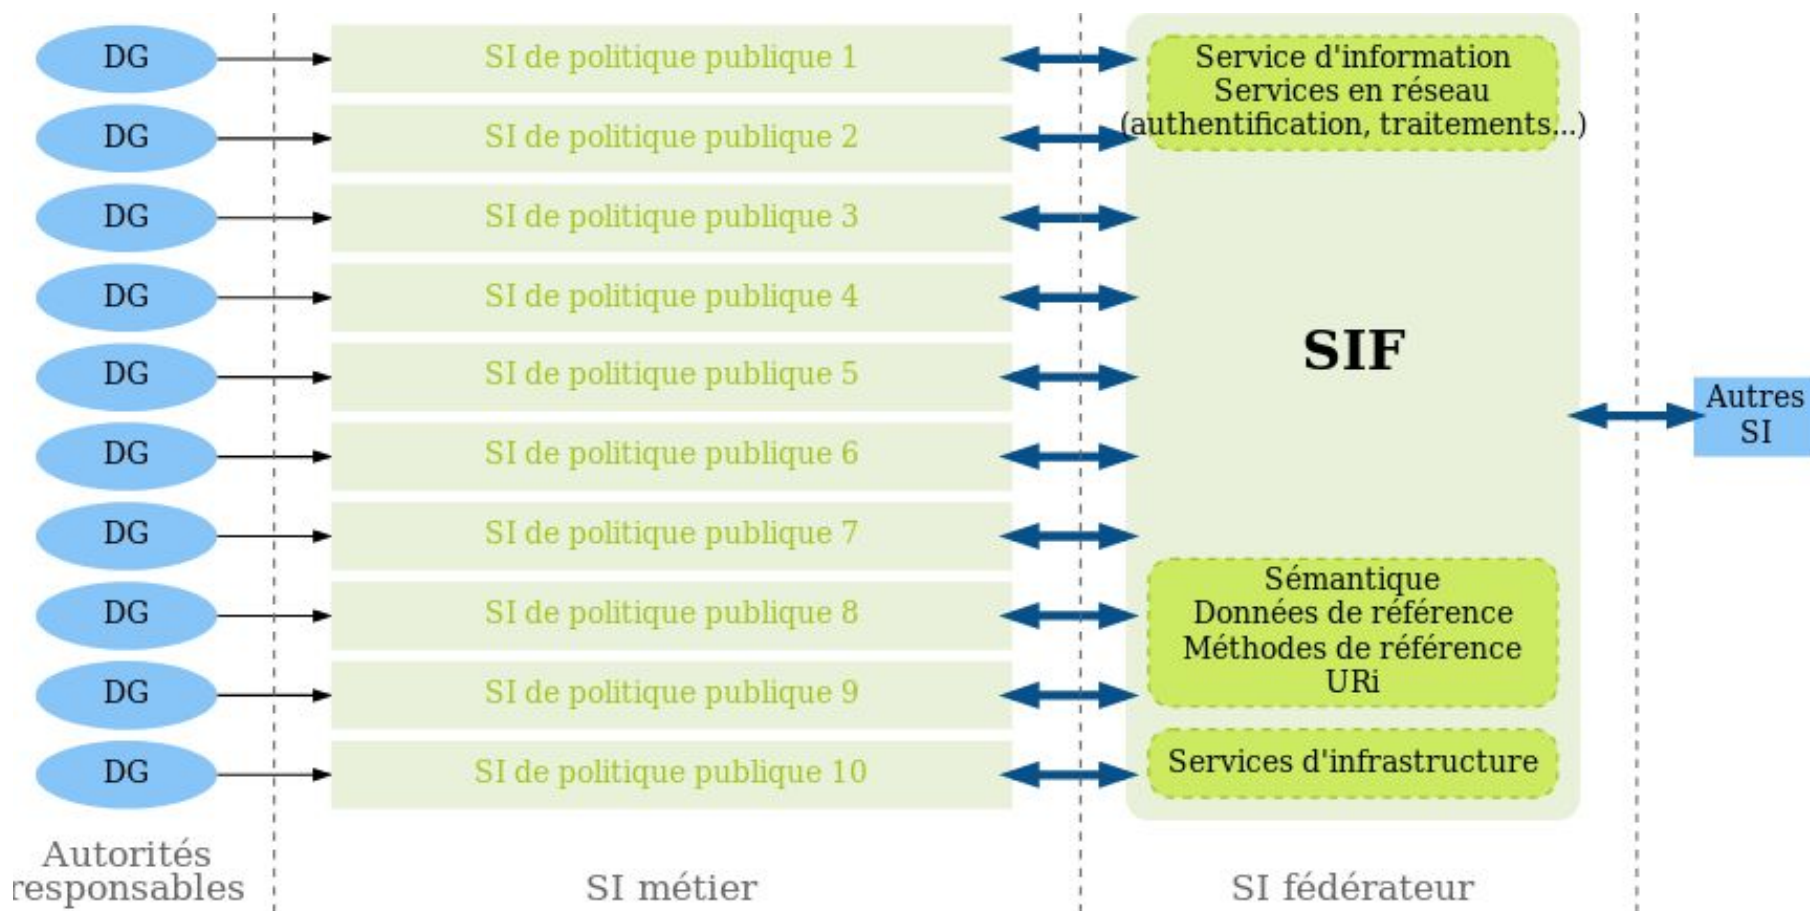 DG
SI de politique publique 1
DG
SI de politique publique 2
DG
SI de politique publique 3
DG
SI de politique publique 4
DG
SI de politique publique 5
DG
SI de politique publique 6
DG
SI de politique publique 7
DG
SI de politique publique 8
DG
SI de politique publique 9
DG
SI de politique publique 10
Service d'information
Services en réseau
(authentification, traitements...)
SIF
Sémantique
Données de référence
Méthodes de référence
URi
Services d'infrastructure
Autres
SI
Autorités
responsables
SI métier
SI fédérateur